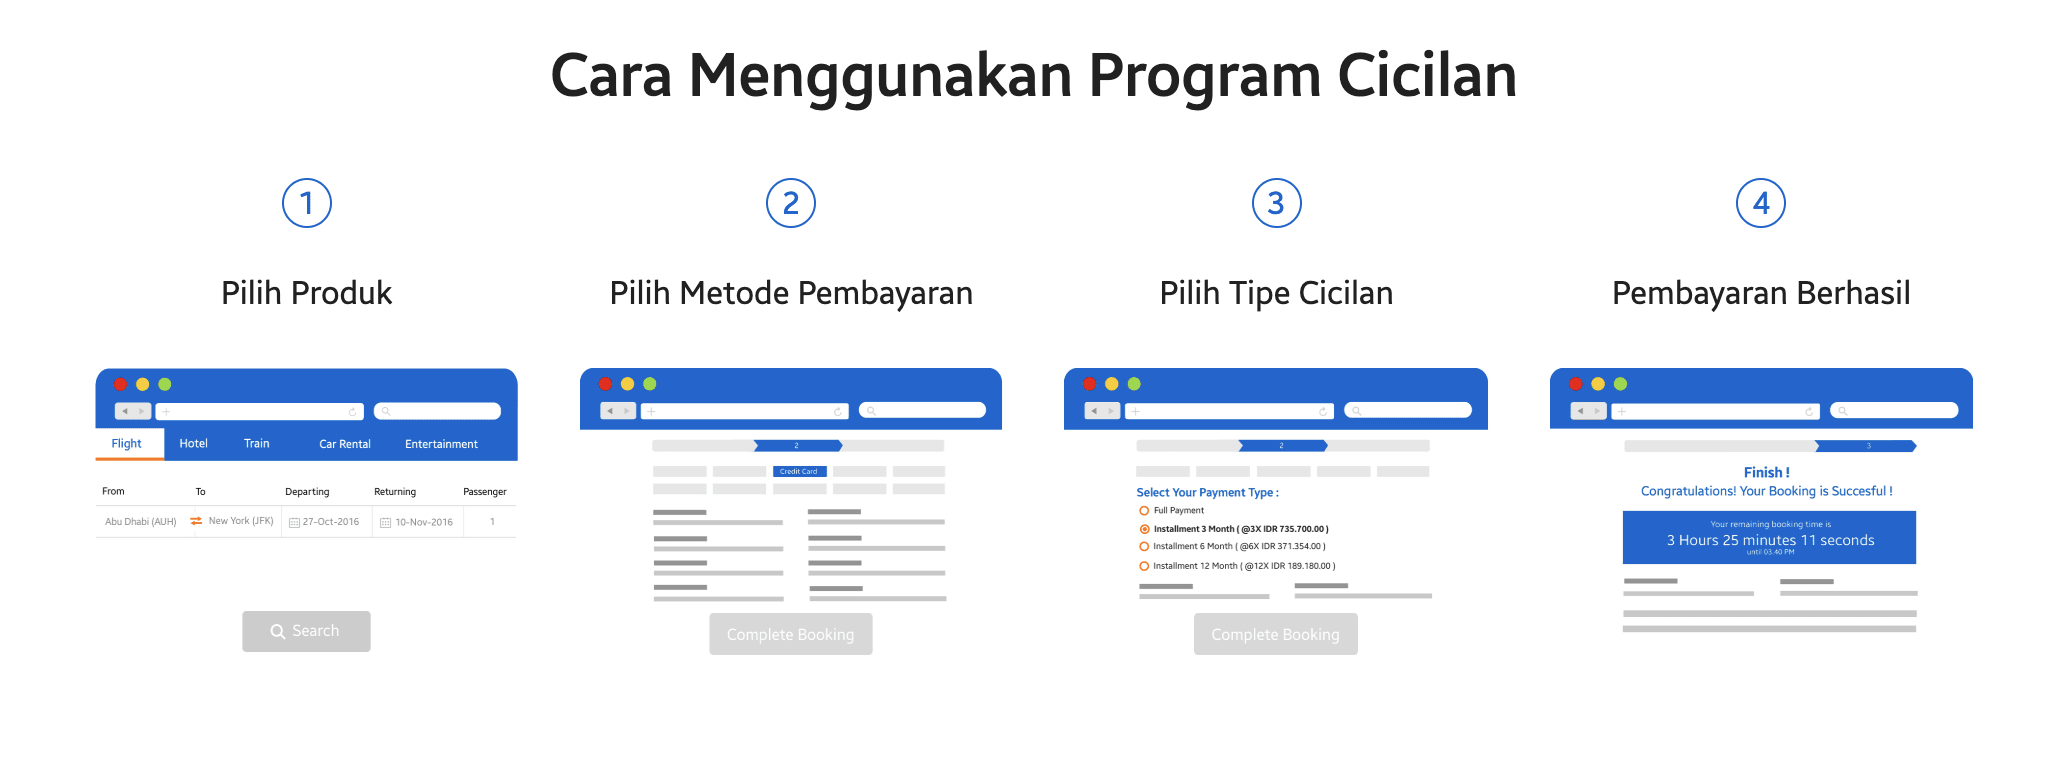 Cara Menggunakan Program Cicilan
1
Pilih Produk
Flight Hotel Train Car Rental Entertainment
From To Departing Returning Passenger
Abu Dhabi (AUH) New York (JFK) 27-Oct-2016 10-Nov-2016 1
Search
2
Pilih Metode Pembayaran
2
Credit Card
Complete Booking
3
Pilih Tipe Cicilan
2
Select Your Payment Type :
Full Payment
Installment 3 Month ( @3X IDR 735.700.00 )
Installment 6 Month ( @6X IDR 371.354.00 )
Installment 12 Month ( @12X IDR 189.180.00 )
Complete Booking
4
Pembayaran Berhasil
3
Finish !
Congratulations! Your Booking is Succesful !
Your remaining booking time is
3 Hours 25 minutes 11 seconds
until 03.40 PM